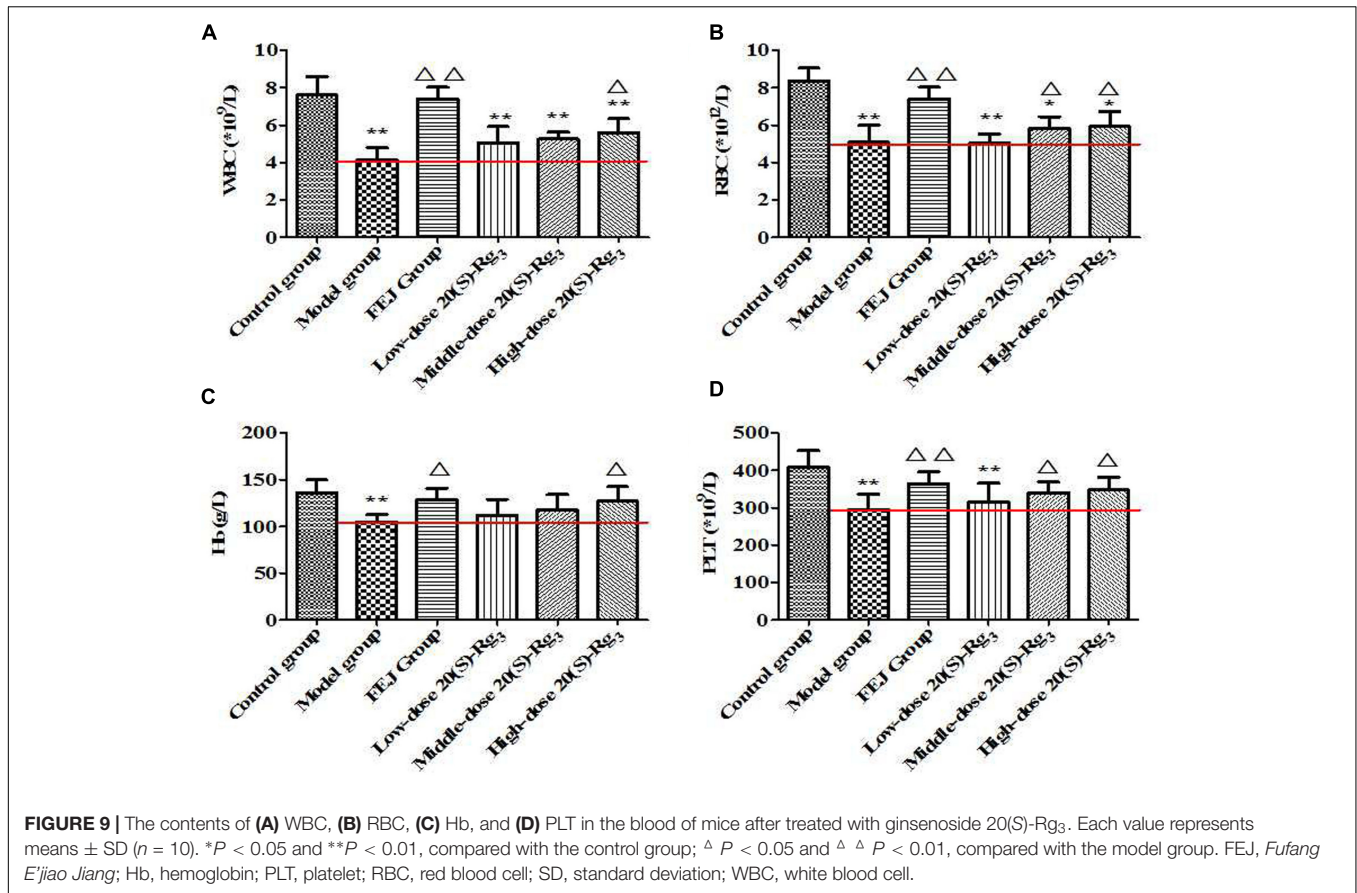 A
10
8
6
4
2
0
WBC (*10⁹/L)
** △ △ ** ** △ **
Control group
Model group
FEJ Group
Low-dose 20(S)-Rg₃
Middle-dose 20(S)-Rg₃
High-dose 20(S)-Rg₃
B
10
8
6
4
2
0
RBC (*10¹²/L)
** △ △ ** △ * △ *
Control group
Model group
FEJ Group
Low-dose 20(S)-Rg₃
Middle-dose 20(S)-Rg₃
High-dose 20(S)-Rg₃
C
200
150
100
50
0
Hb (g/L)
** △ △
Control group
Model group
FEJ Group
Low-dose 20(S)-Rg₃
Middle-dose 20(S)-Rg₃
High-dose 20(S)-Rg₃
D
500
400
300
200
100
0
PLT (*10⁹/L)
** △ △ ** △ △
Control group
Model group
FEJ Group
Low-dose 20(S)-Rg₃
Middle-dose 20(S)-Rg₃
High-dose 20(S)-Rg₃
FIGURE 9 | The contents of (A) WBC, (B) RBC, (C) Hb, and (D) PLT in the blood of mice after treated with ginsenoside 20(S)-Rg₃. Each value represents
means ± SD (n = 10). *P < 0.05 and **P < 0.01, compared with the control group; △ P < 0.05 and △ △ P < 0.01, compared with the model group. FEJ, Fufang
E'jiao Jiang; Hb, hemoglobin; PLT, platelet; RBC, red blood cell; SD, standard deviation; WBC, white blood cell.